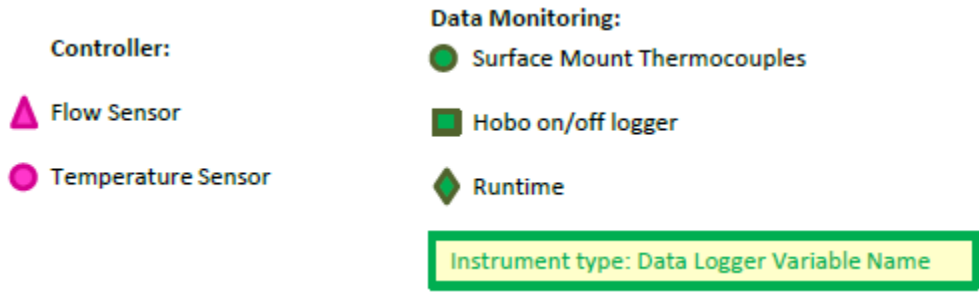 Controller:
Flow Sensor
Temperature Sensor
Data Monitoring:
Surface Mount Thermocouples
Hobo on/off logger
Runtime
Instrument type: Data Logger Variable Name